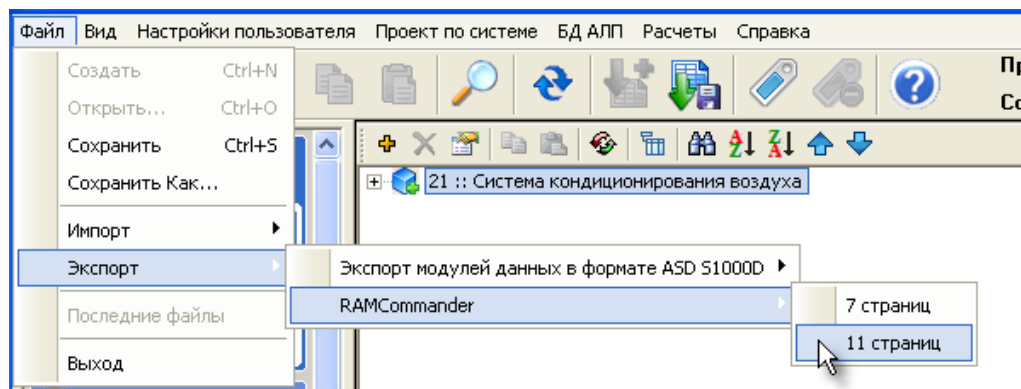 Файл Вид Настройки пользователя Проект по системе БД АЛП Расчеты Справка
Создать Ctrl+N
Открыть... Ctrl+O
Сохранить Ctrl+S
Сохранить Как...
Импорт
Экспорт
Последние файлы
Выход
21 :: Система кондиционирования воздуха
Экспорт модулей данных в формате ASD S1000D
RAMCommander
7 страниц
11 страниц